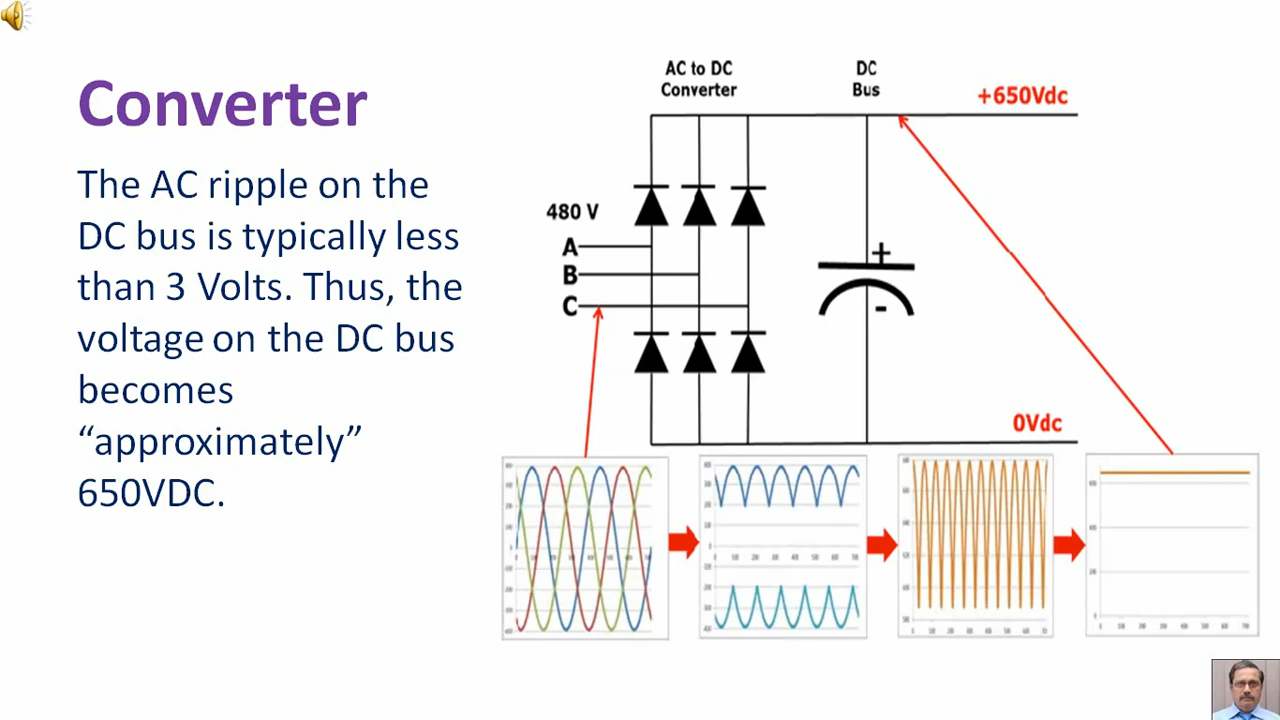 Converter
The AC ripple on the
DC bus is typically less
than 3 Volts. Thus, the
voltage on the DC bus
becomes
“approximately”
650VDC.
AC to DC
Converter
DC
Bus
+650Vdc
480 V
A
B
C
+
-
0Vdc